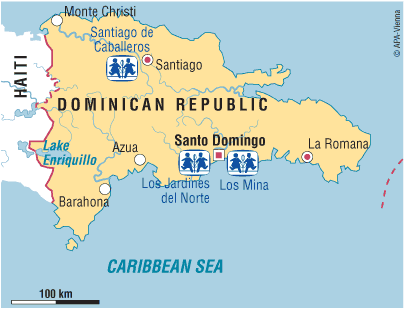 Monte Christi
© APA-Vienna
Santiago de
Caballeros
Santiago
HAITI
DOMINICAN REPUBLIC
Lake
Enriquillo
Azua
Santo Domingo
La Romana
Los Jardines
del Norte
Los Mina
Barahona
CARIBBEAN SEA
100 km